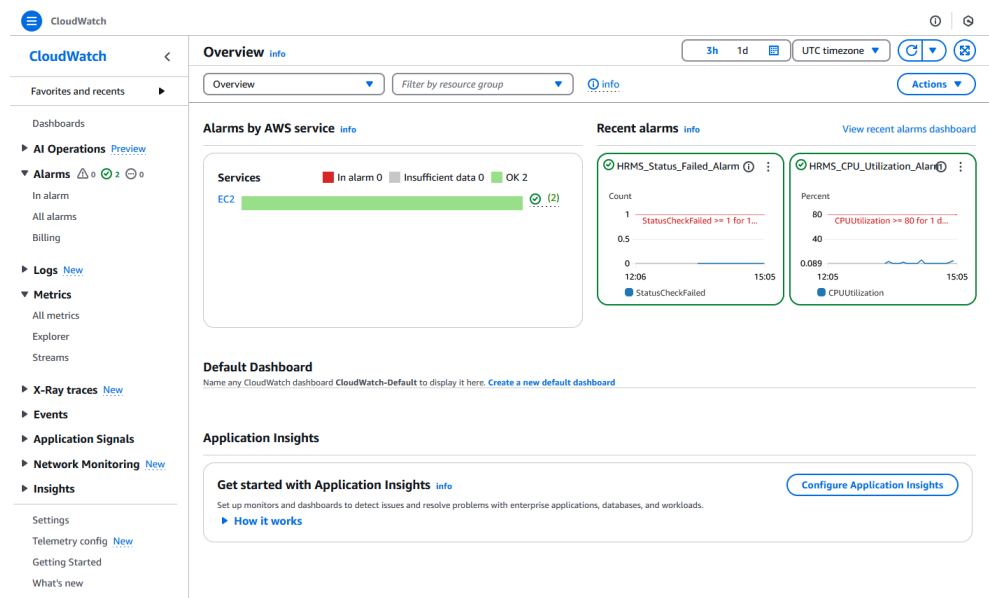 CloudWatch
CloudWatch
Favorites and recents
Dashboards
AI Operations Preview
Alarms 0 2 0
In alarm
All alarms
Billing
Logs New
Metrics
All metrics
Explorer
Streams
X-Ray traces New
Events
Application Signals
Network Monitoring New
Insights
Settings
Telemetry config New
Getting Started
What's new
Overview info
3h 1d UTC timezone
Overview Filter by resource group info Actions
Alarms by AWS service info
Services In alarm 0 Insufficient data 0 OK 2
EC2 (2)
Recent alarms info View recent alarms dashboard
HRMS_Status_Failed_Alarm
Count
1
StatusCheckFailed >= 1 for 1...
0.5
0
12:06 15:05
StatusCheckFailed
HRMS_CPU_Utilization_Alarm
Percent
80
CPUUtilization >= 80 for 1 d...
40
0.089
12:05 15:05
CPUUtilization
Default Dashboard
Name any CloudWatch dashboard CloudWatch-Default to display it here. Create a new default dashboard
Application Insights
Get started with Application Insights info
Configure Application Insights
Set up monitors and dashboards to detect issues and resolve problems with enterprise applications, databases, and workloads.
How it works